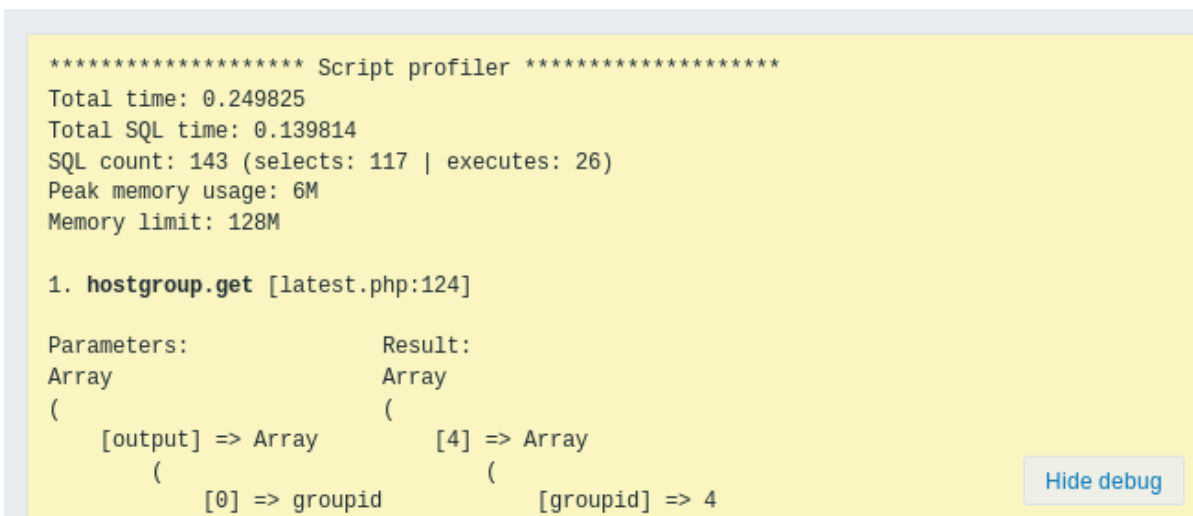 ******************** Script profiler ********************
Total time: 0.249825
Total SQL time: 0.139814
SQL count: 143 (selects: 117 | executes: 26)
Peak memory usage: 6M
Memory limit: 128M
1. hostgroup.get [latest.php:124]
Parameters:                Result:
Array                      Array
(                          (
    [output] => Array          [4] => Array
        (                          (
            [0] => groupid             [groupid] => 4
Hide debug